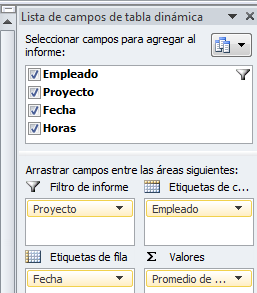 Lista de campos de tabla dinámica
Seleccionar campos para agregar al
informe:
Empleado
Proyecto
Fecha
Horas
Arrastrar campos entre las áreas siguientes:
Filtro de informe
Etiquetas de c...
Proyecto
Empleado
Etiquetas de fila
Σ Valores
Fecha
Promedio de ...